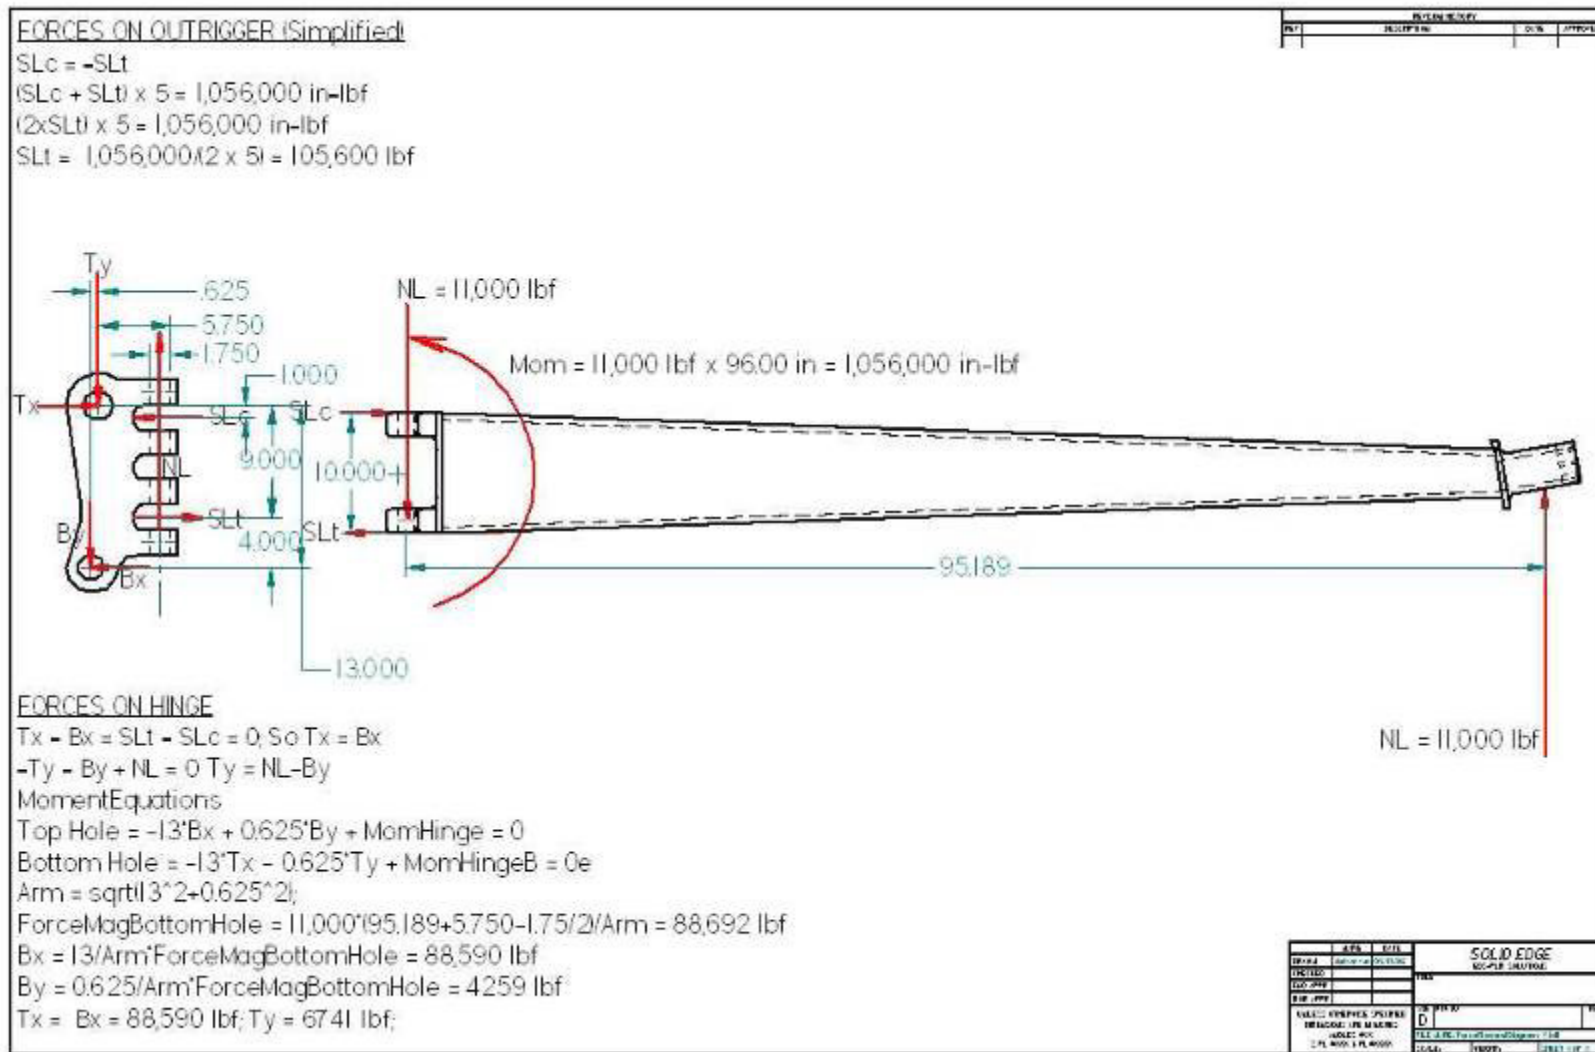 FORCES ON OUTRIGGER (Simplified)
SLc = -SLt
(SLc + SLt) x 5 = 1,056,000 in-lbf
(2xSLt) x 5 = 1,056,000 in-lbf
SLt = 1,056,000/(2 x 5) = 105,600 lbf
REVISION HISTORY
REV DESCRIPTION DATE APPROVED
Ty
.625
5.750
1.750
1.000
Tx
SLc
9.000
NL
SLt
4.000
By
Bx
13.000
NL = 11,000 lbf
Mom = 11,000 lbf x 96.00 in = 1,056,000 in-lbf
SLc
10.000
SLt
95.189
NL = 11,000 lbf
FORCES ON HINGE
Tx - Bx = SLt - SLc = 0; So Tx = Bx
-Ty - By + NL = 0 Ty = NL-By
MomentEquations
Top Hole = -13*Bx + 0.625*By + MomHinge = 0
Bottom Hole = -13*Tx - 0.625*Ty + MomHingeB = 0e
Arm = sqrt(13^2+0.625^2);
ForceMagBottomHole = 11,000*(95.189+5.750-1.75/2)/Arm = 88,692 lbf
Bx = 13/Arm*ForceMagBottomHole = 88,590 lbf
By = 0.625/Arm*ForceMagBottomHole = 4259 lbf
Tx = Bx = 88,590 lbf; Ty = 6741 lbf;
SOLID EDGE
D